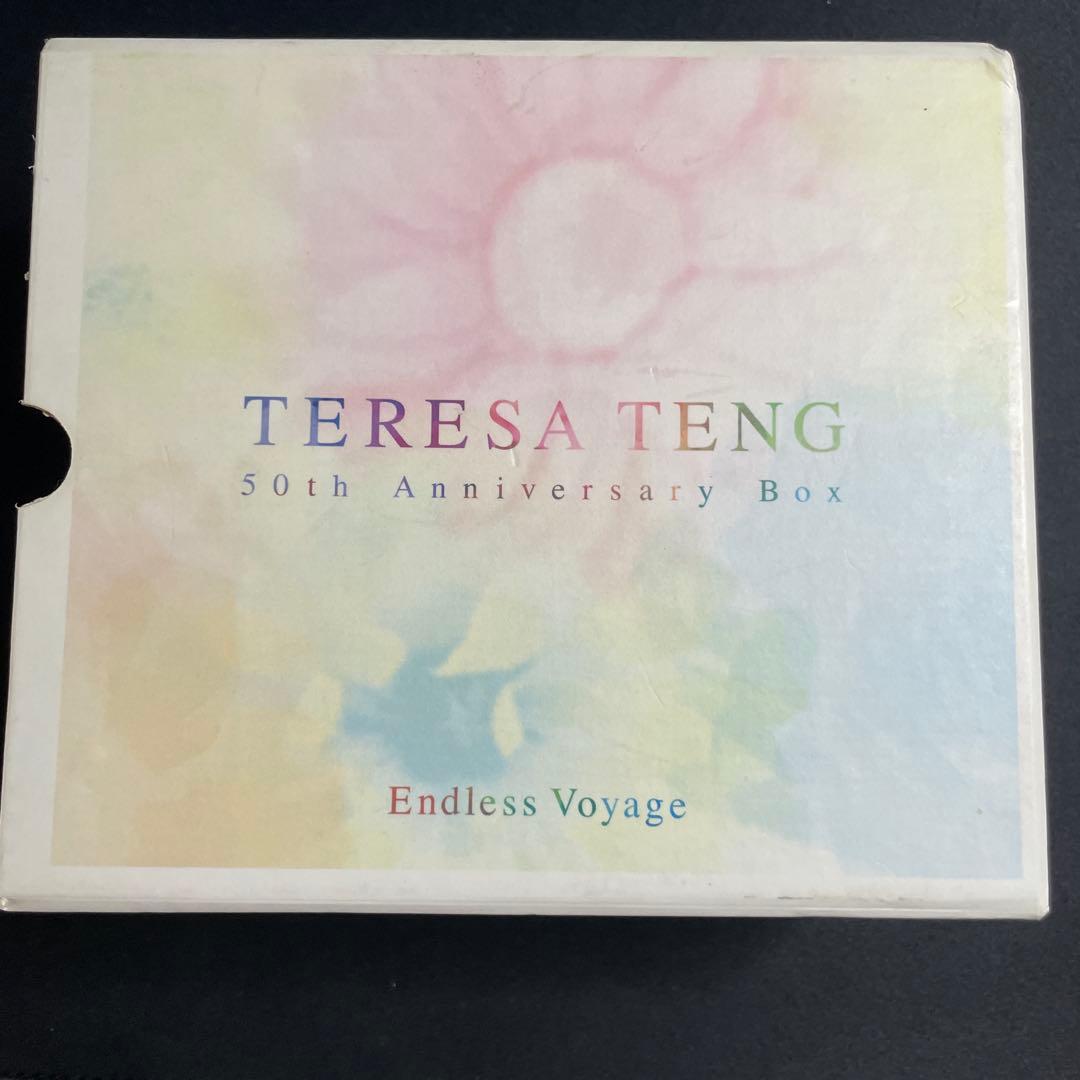 TERESA TENG
50th Anniversary Box
Endless Voyage